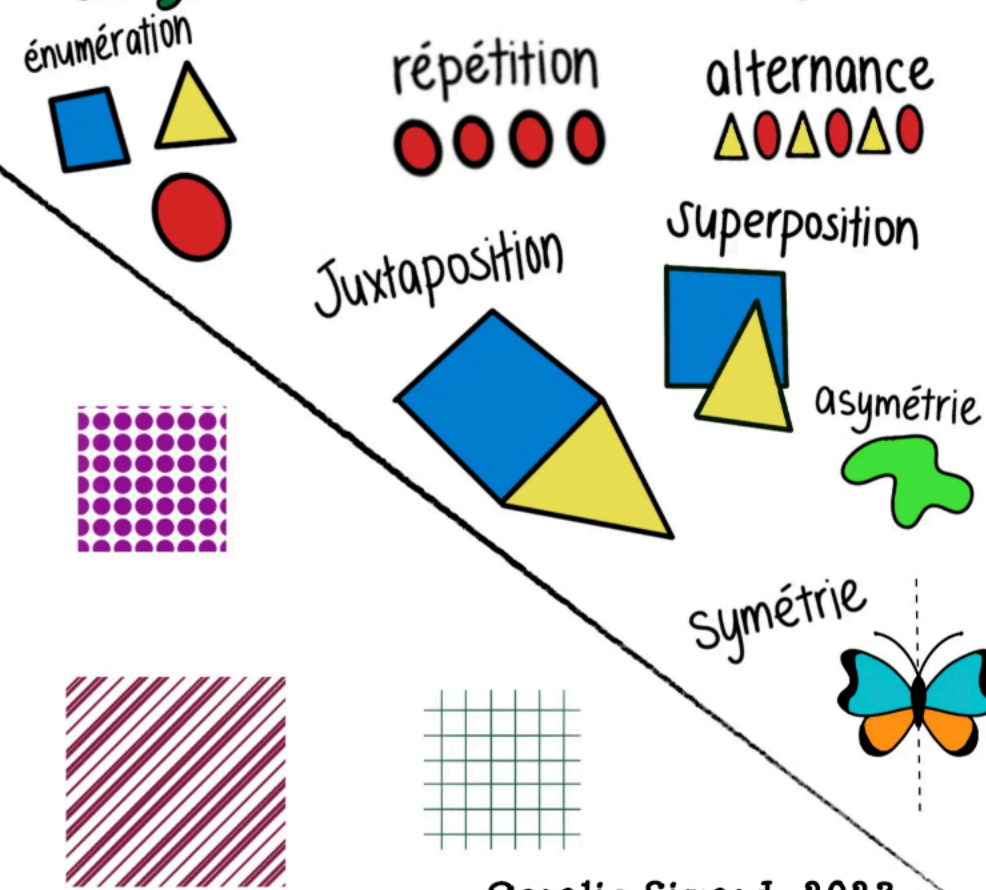 énumération
répétition
alternance
Juxtaposition
Superposition
asymétrie
symétrie